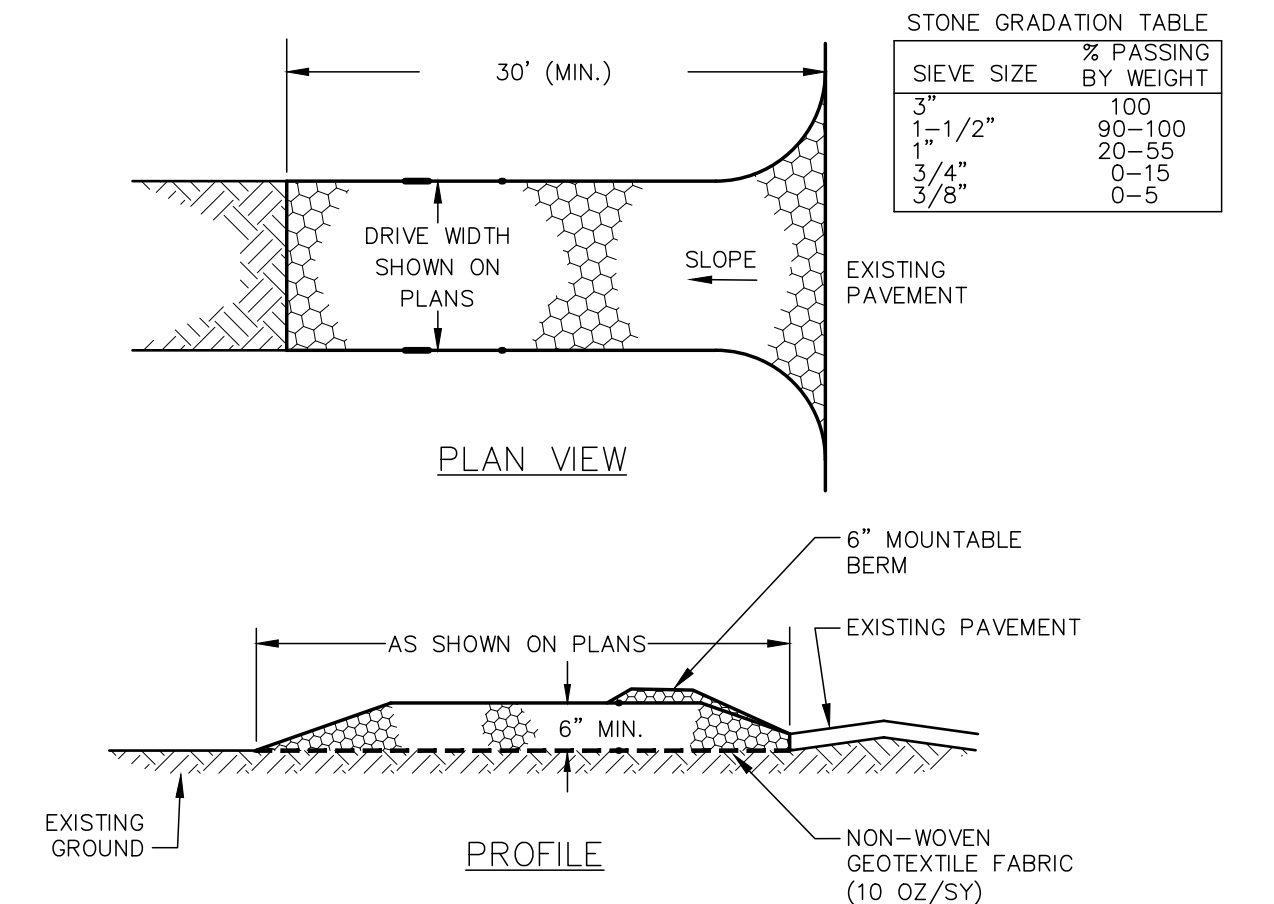 STONE GRADATION TABLE
SIEVE SIZE
% PASSING
BY WEIGHT
3” 100
1–1/2” 90–100
1” 20–55
3/4” 0–15
3/8” 0–5
30’ (MIN.)
DRIVE WIDTH
SHOWN ON
PLANS
SLOPE
EXISTING
PAVEMENT
PLAN VIEW
6” MOUNTABLE
BERM
EXISTING PAVEMENT
AS SHOWN ON PLANS
6” MIN.
EXISTING
GROUND
PROFILE
NON–WOVEN
GEOTEXTILE FABRIC
(10 OZ/SY)